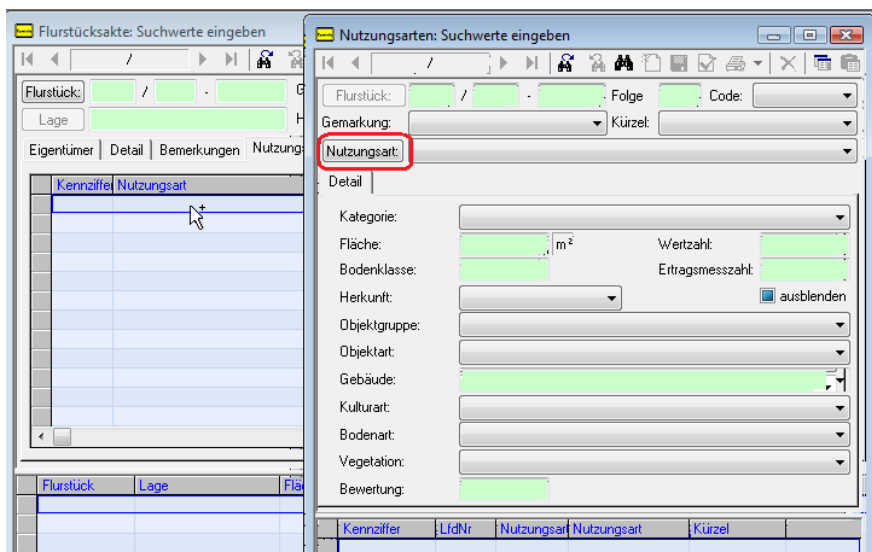 Flurstücksakte: Suchwerte eingeben
/
Flurstück: / -
Lage
Eigentümer Detail Bemerkungen
Kennziffer Nutzungsart
Flurstück Lage
Nutzungsarten: Suchwerte eingeben
/
Flurstück: / - Folge Code:
Gemarkung: Kürzel:
Nutzungsart:
Detail
Kategorie:
Fläche: m² Wertzahl:
Bodenklasse: Ertragsmesszahl:
Herkunft: ausblenden
Objektgruppe:
Objektart:
Gebäude:
Kulturart:
Bodenart:
Vegetation:
Bewertung:
Kennziffer LfdNr Nutzungsart Nutzungsart Kürzel